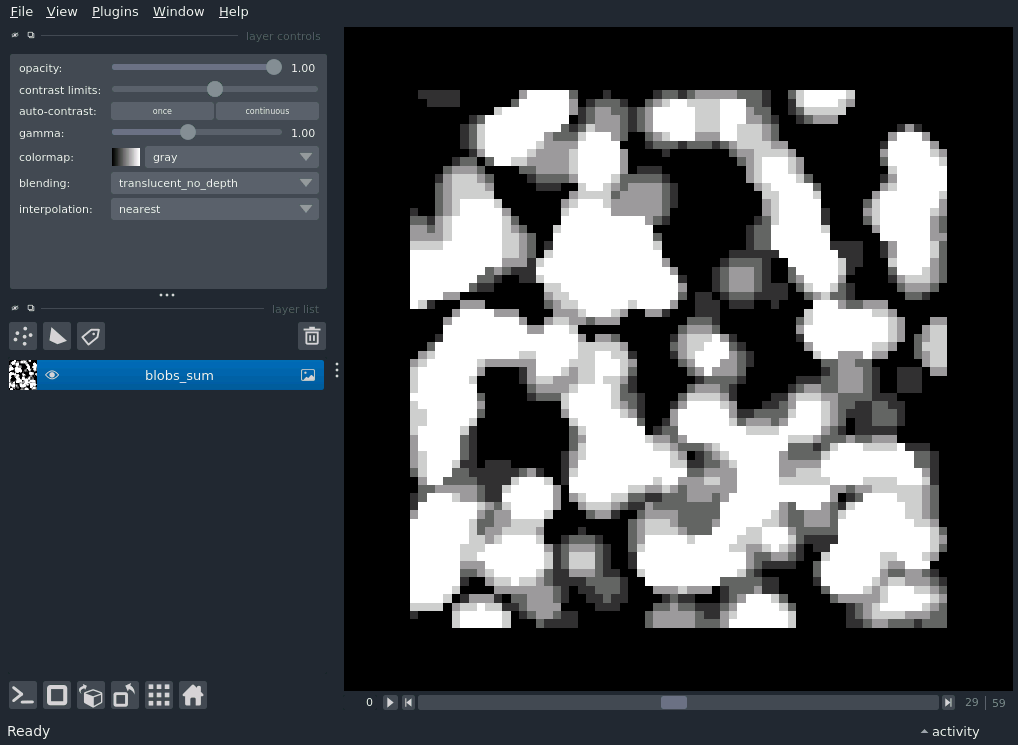 File View Plugins Window Help
layer controls
opacity: 1.00
contrast limits:
auto-contrast: once continuous
gamma: 1.00
colormap: gray
blending: translucent_no_depth
interpolation: nearest
layer list
blobs_sum
0 29 | 59
Ready activity